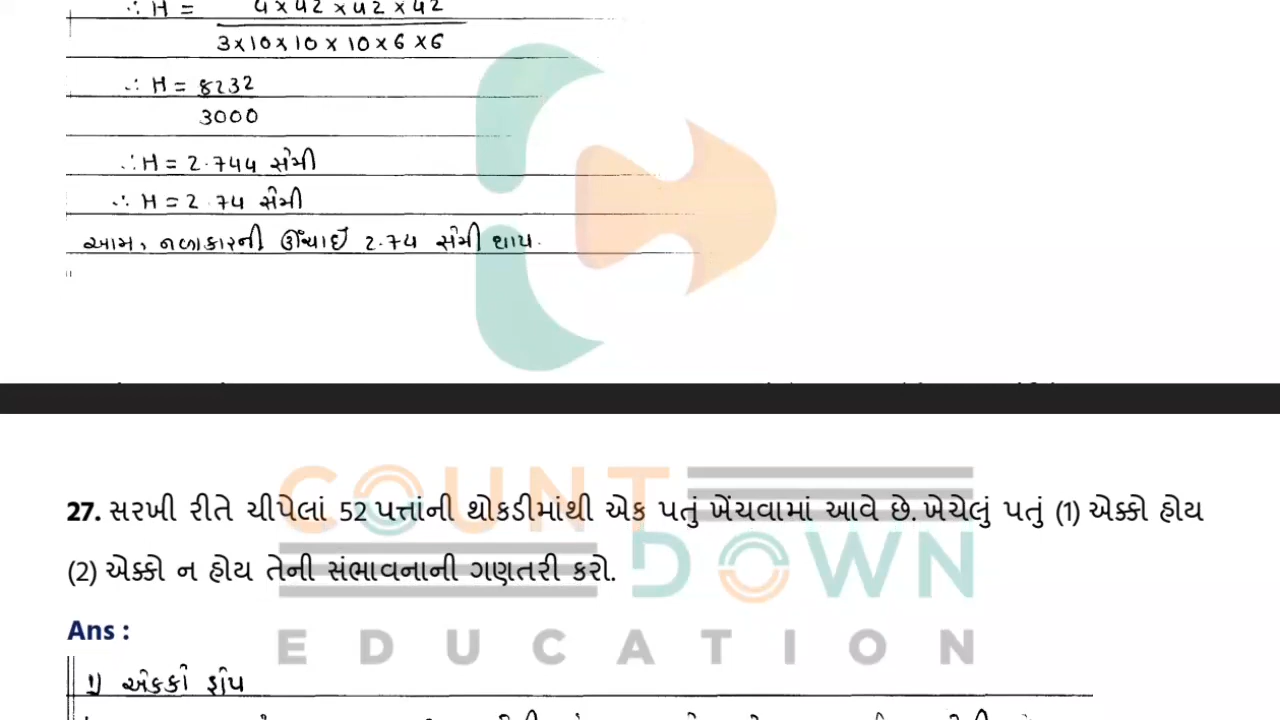 ∴ H = 4 x 42 x 42 x 42
3 x 10 x 10 x 10 x 6 x 6
∴ H = 8232
3000
∴ H = 2.744 સેમી
∴ H = 2.74 સેમી
આમ, નળાકારની ઊંચાઈ 2.74 સેમી થાય.
COUNT
27. સરખી રીતે ચીપેલાં 52 પત્તાંની થોકડીમાંથી એક પતું ખેંચવામાં આવે છે. ખેચેલું પતું (1) એક્કો હોય
(2) એક્કો ન હોય તેની સંભાવનાની ગણતરી કરો.
DOWN
Ans :
EDUCATION
1) એકકો હોય